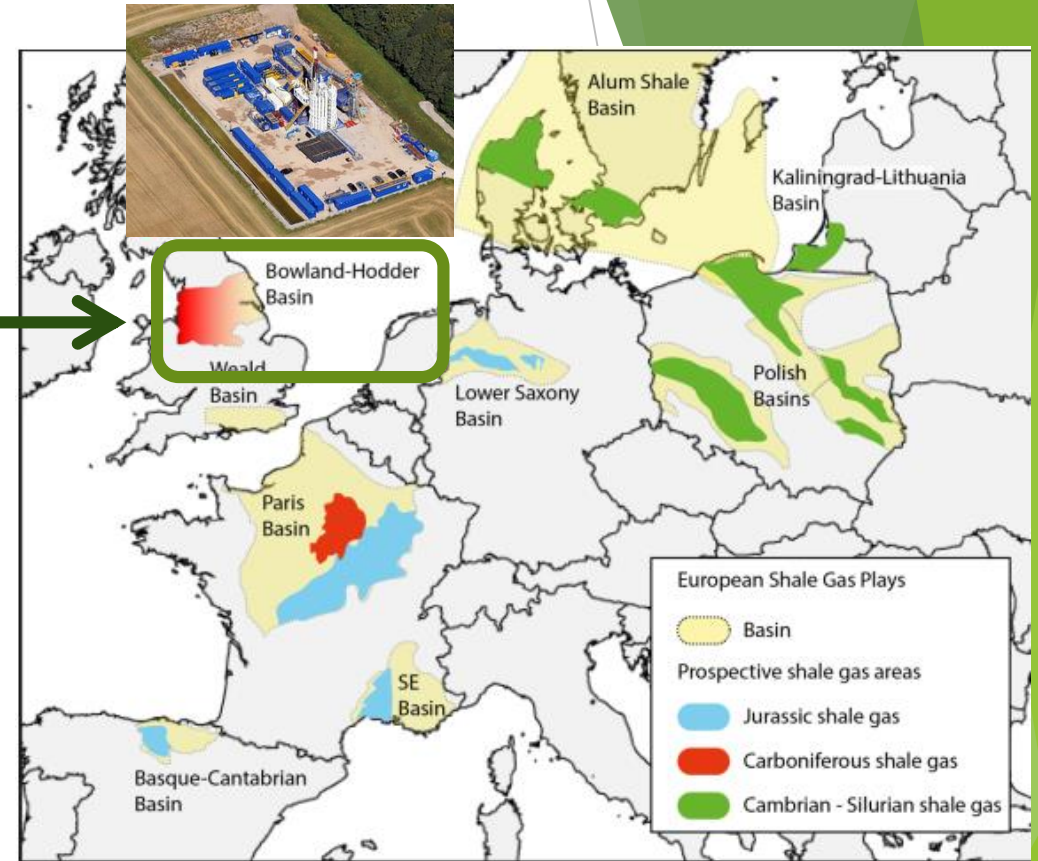 Alum Shale
Basin
Kaliningrad-Lithuania
Basin
Bowland-Hodder
Basin
Weald
Basin
Lower Saxony
Basin
Polish
Basins
Paris
Basin
SE
Basin
Basque-Cantabrian
Basin
European Shale Gas Plays
Basin
Prospective shale gas areas
Jurassic shale gas
Carboniferous shale gas
Cambrian - Silurian shale gas